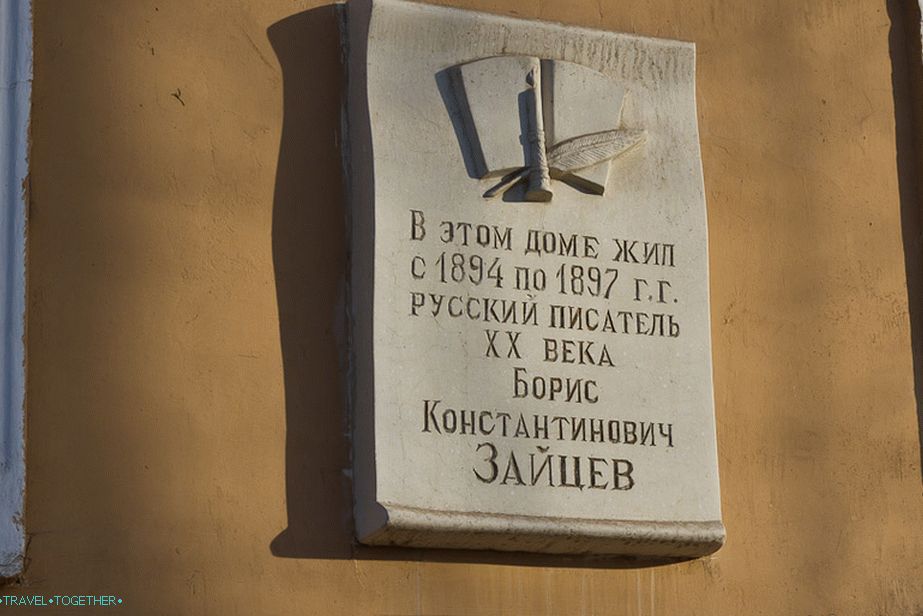 В этом доме жил
с 1894 по 1897 г.г.
русский писатель
XX века
Борис
Константинович
Зайцев
•TRAVEL•TOGETHER•